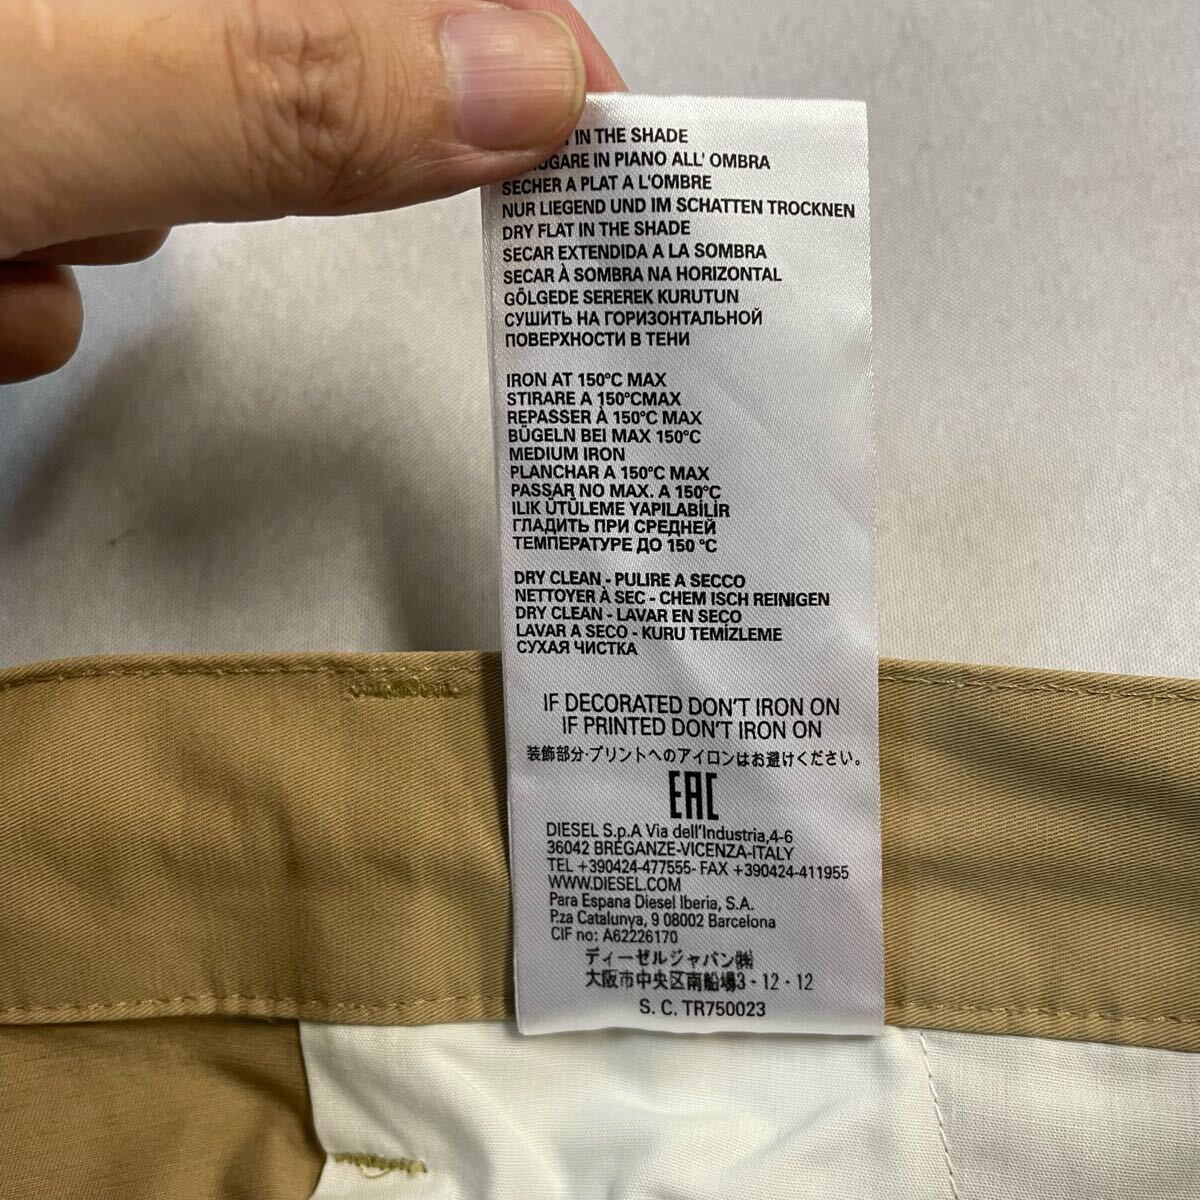 IN THE SHADE
IN PIANO ALL' OMBRA
SECHER A PLAT A L'OMBRE
NUR LIEGEND UND IM SCHATTEN TROCKNEN
DRY FLAT IN THE SHADE
SECAR EXTENDIDA A LA SOMBRA
SECAR À SOMBRA NA HORIZONTAL
GÖLGEDE SEREREK KURUTUN
СУШИТЬ НА ГОРИЗОНТАЛЬНОЙ
ПОВЕРХНОСТИ В ТЕНИ
IRON AT 150°C MAX
STIRARE A 150°CMAX
REPASSER À 150°C MAX
BÜGELN BEI MAX 150°C
MEDIUM IRON
PLANCHAR A 150°C MAX
PASSAR NO MAX. A 150°C
ILIK ÜTÜLEME YAPILABİLİR
ГЛАДИТЬ ПРИ СРЕДНЕЙ
ТЕМПЕРАТУРЕ ДО 150 °C
DRY CLEAN - PULIRE A SECCO
NETTOYER À SEC - CHEM ISCH REINIGEN
DRY CLEAN - LAVAR EN SECO
LAVAR A SECO - KURU TEMIZLEME
СУХАЯ ЧИСТКА
IF DECORATED DON'T IRON ON
IF PRINTED DON'T IRON ON
装飾部分・プリントへのアイロンはお避けください。
EAC
DIESEL S.p.A Via dell'Industria,4-6
36042 BREGANZE-VICENZA-ITALY
TEL +390424-477555- FAX +390424-411955
WWW.DIESEL.COM
Para Espana Diesel Iberia, S.A.
P.za Catalunya, 9 08002 Barcelona
CIF no: A62226170
ディーゼルジャパン㈱
大阪市中央区南船場3・12・12
S. C. TR750023